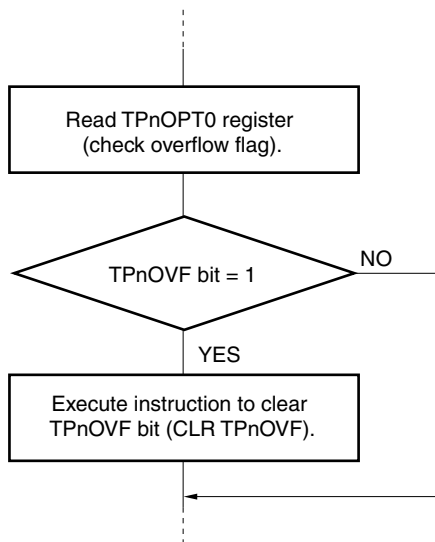 Read TPnOPT0 register
(check overflow flag).
TPnOVF bit = 1
NO
YES
Execute instruction to clear
TPnOVF bit (CLR TPnOVF).